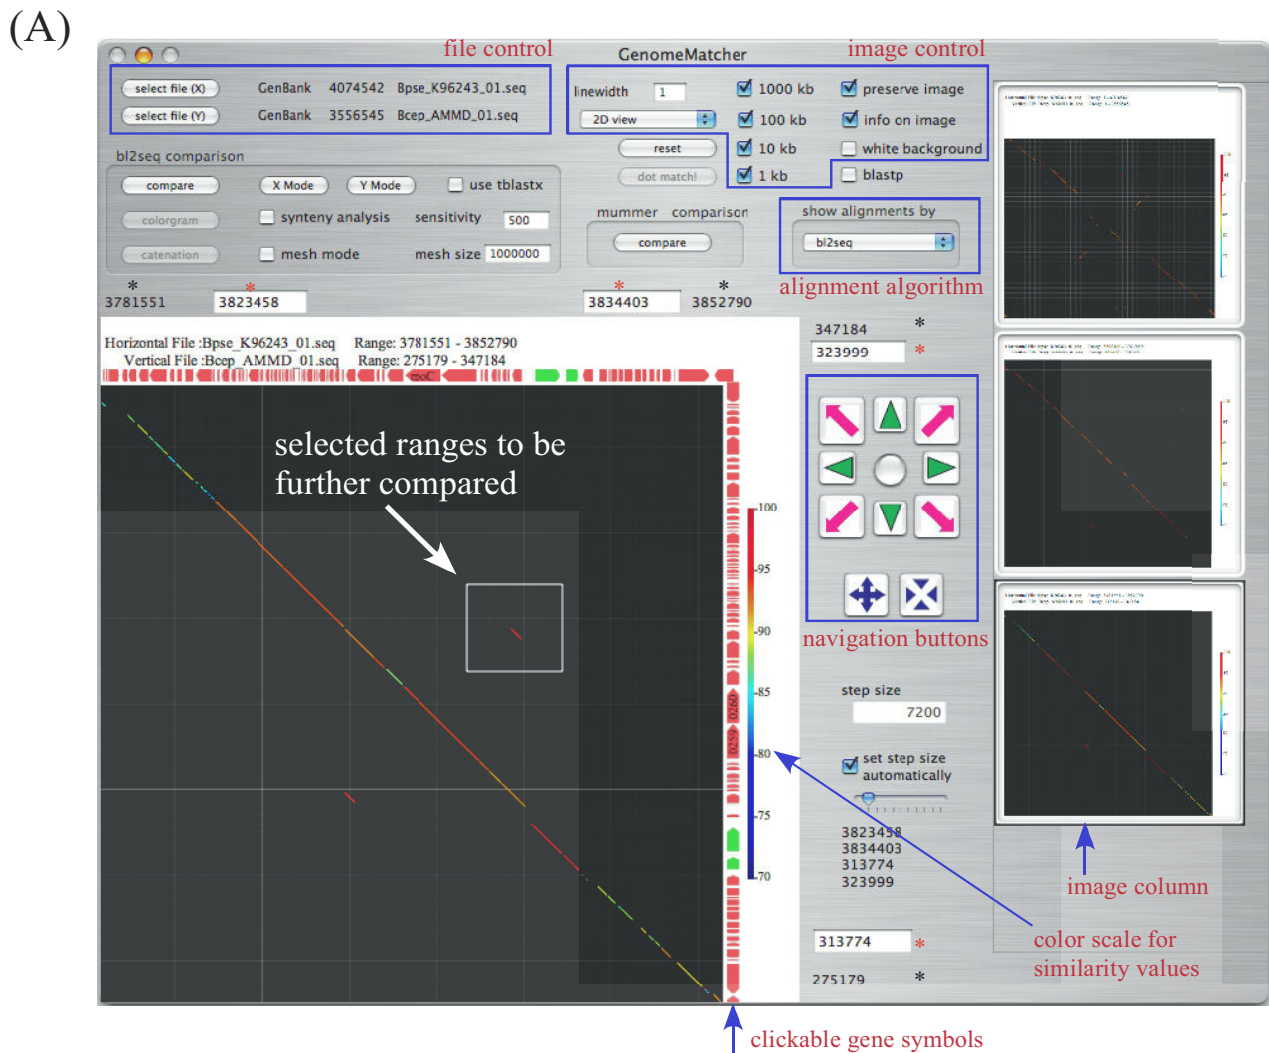 (A)
file control
GenomeMatcher
image control
select file (X) GenBank 4074542 Bpse_K96243_01.seq
select file (Y) GenBank 3556545 Bcep_AMMD_01.seq
linewidth 1
2D view
reset
dot match!
1000 kb
100 kb
10 kb
1 kb
preserve image
info on image
white background
blastp
bl2seq comparison
compare X Mode Y Mode use tblastx
colorgram synteny analysis sensitivity 500
catenation mesh mode mesh size 1000000
mummer comparison
compare
show alignments by
bl2seq
alignment algorithm
* * * *
3781551 3823458 3834403 3852790
347184 *
323999 *
Horizontal File :Bpse_K96243_01.seq Range: 3781551 - 3852790
Vertical File :Bcep_AMMD_01.seq Range: 275179 - 347184
selected ranges to be
further compared
0260
0259
100
95
90
85
80
75
70
navigation buttons
step size
7200
set step size
automatically
3823458
3834403
313774
323999
313774 *
275179 *
image column
color scale for
similarity values
clickable gene symbols